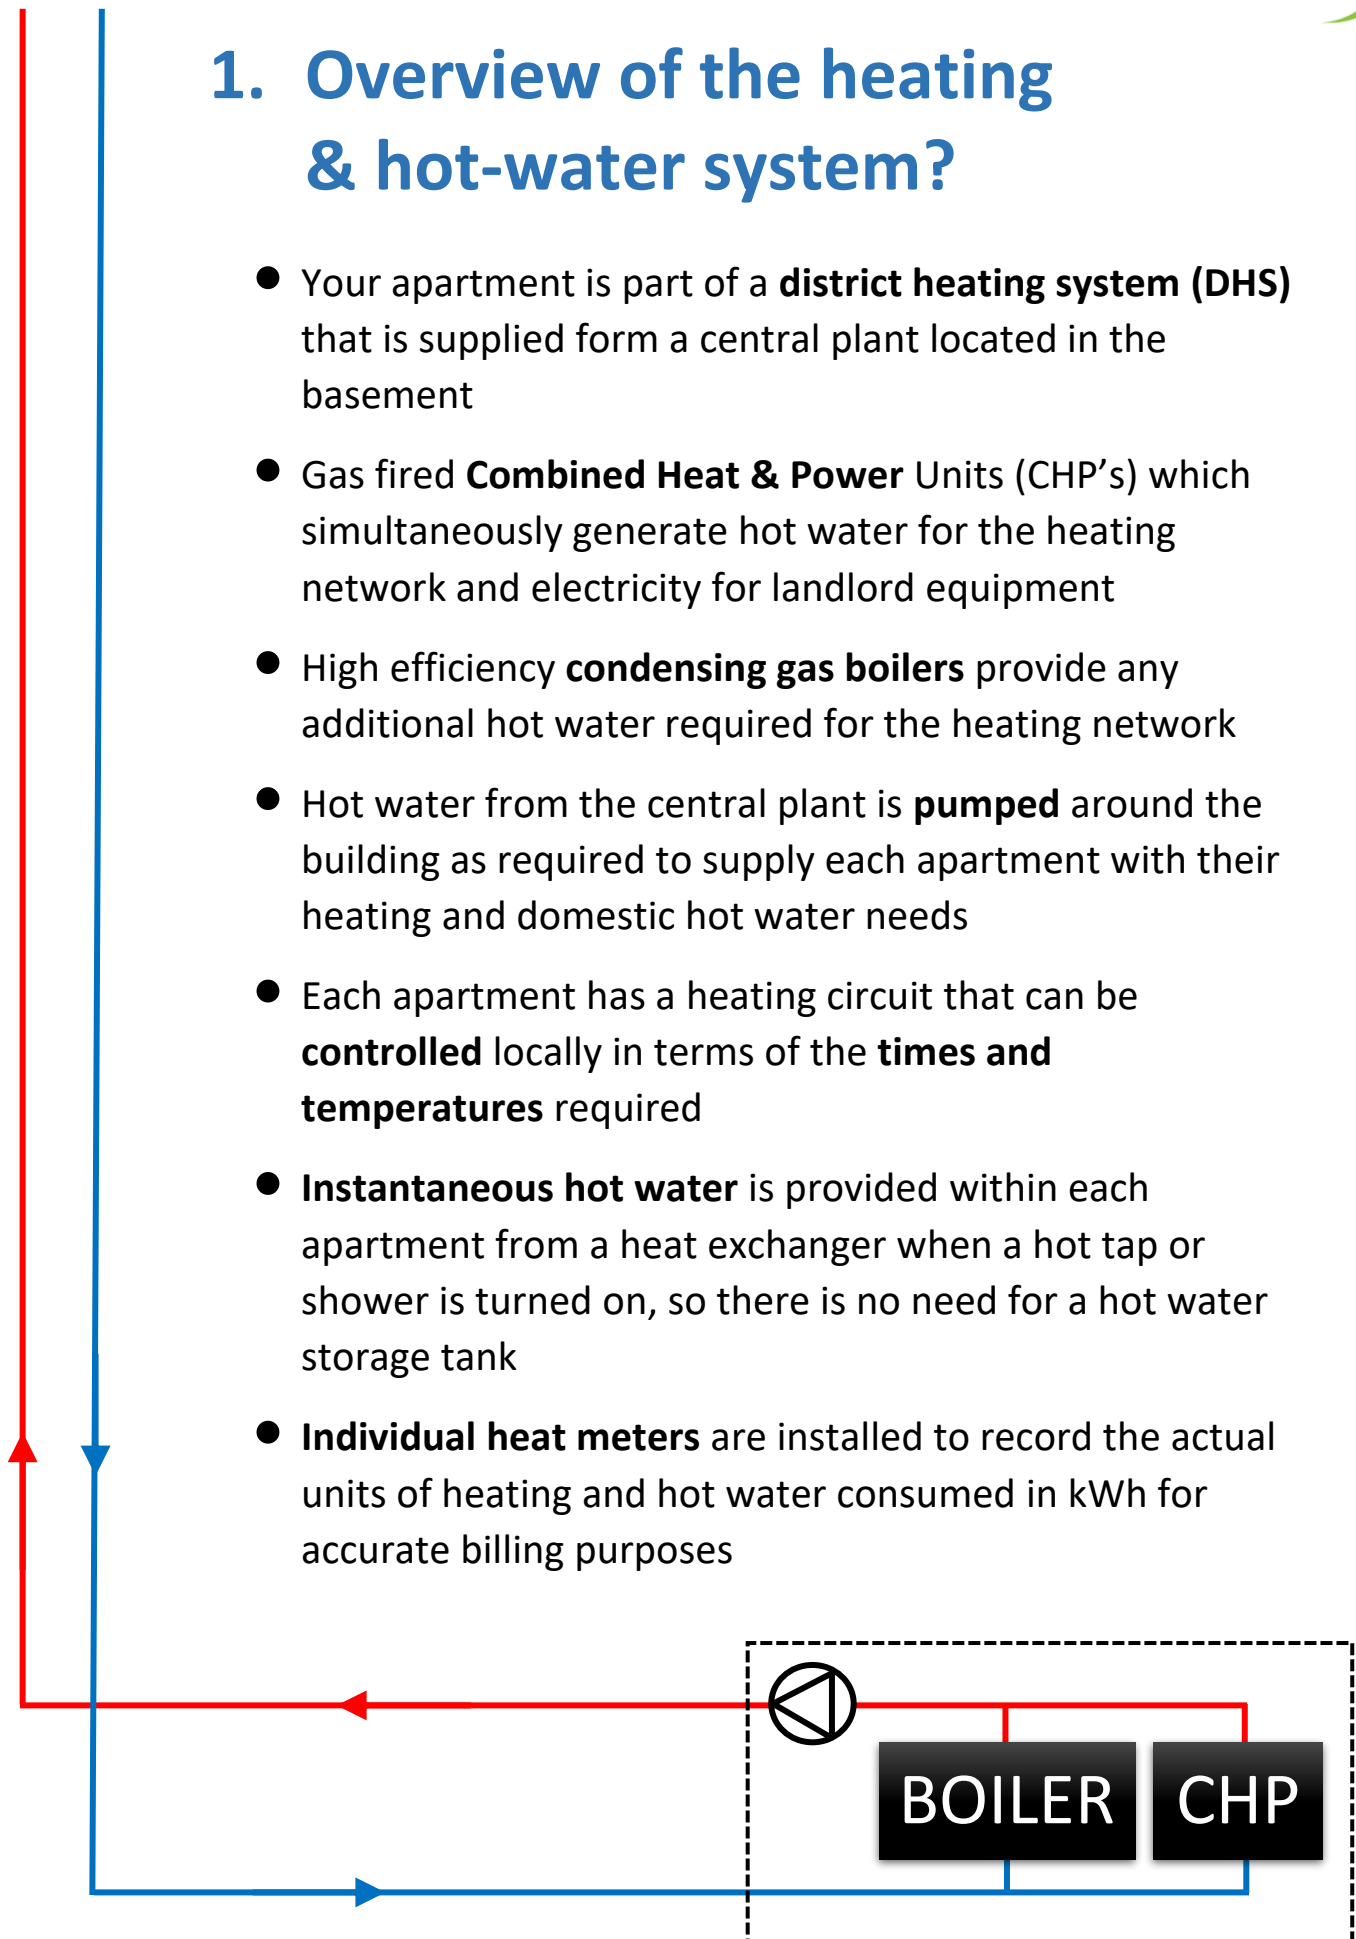 1. Overview of the heating
& hot-water system?
● Your apartment is part of a district heating system (DHS)
that is supplied form a central plant located in the
basement
● Gas fired Combined Heat & Power Units (CHP’s) which
simultaneously generate hot water for the heating
network and electricity for landlord equipment
● High efficiency condensing gas boilers provide any
additional hot water required for the heating network
● Hot water from the central plant is pumped around the
building as required to supply each apartment with their
heating and domestic hot water needs
● Each apartment has a heating circuit that can be
controlled locally in terms of the times and
temperatures required
● Instantaneous hot water is provided within each
apartment from a heat exchanger when a hot tap or
shower is turned on, so there is no need for a hot water
storage tank
● Individual heat meters are installed to record the actual
units of heating and hot water consumed in kWh for
accurate billing purposes
BOILER CHP